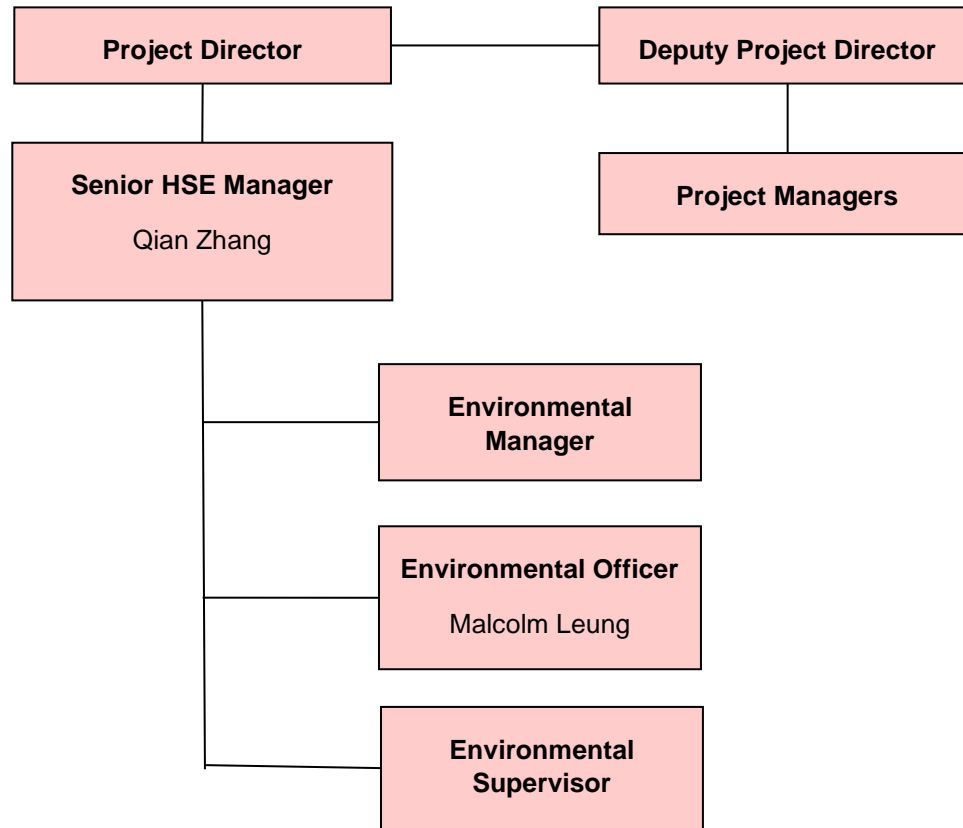 Project Director
Deputy Project Director
Senior HSE Manager
Qian Zhang
Project Managers
Environmental
Manager
Environmental Officer
Malcolm Leung
Environmental
Supervisor